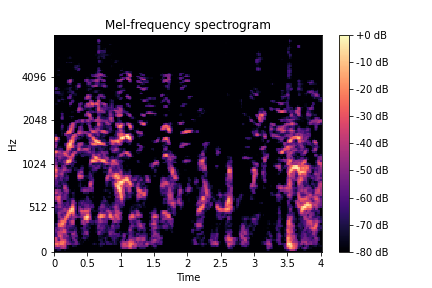 Mel-frequency spectrogram
+0 dB
-10 dB
-20 dB
-30 dB
-40 dB
-50 dB
-60 dB
-70 dB
-80 dB
Hz
4096
2048
1024
512
0
0 0.5 1 1.5 2 2.5 3 3.5 4
Time